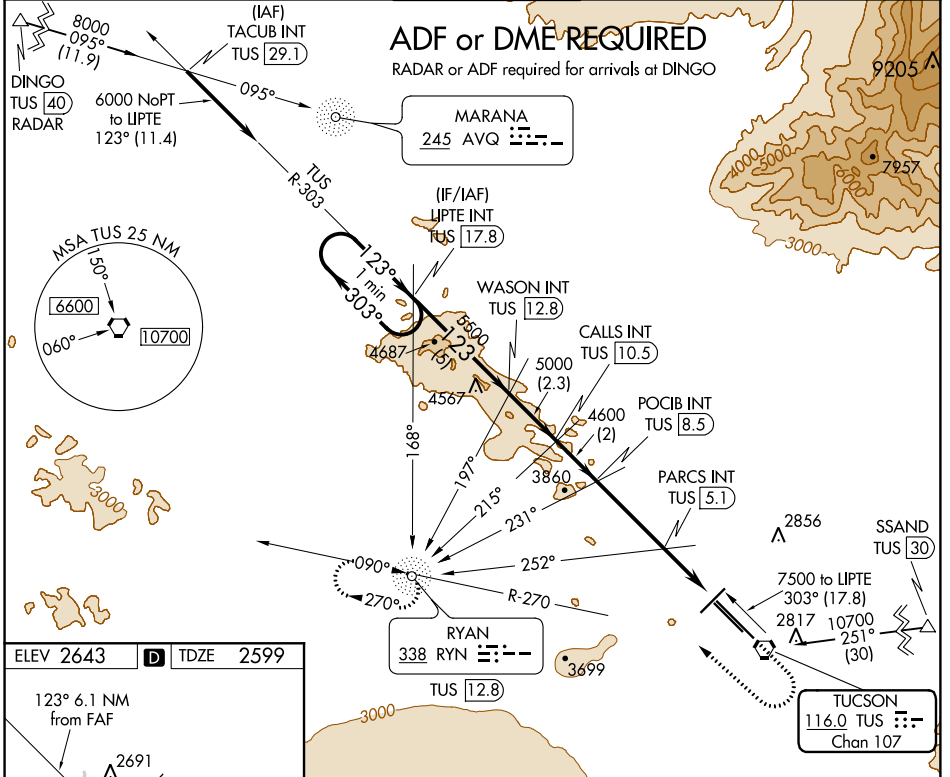 ADF or DME REQUIRED
RADAR or ADF required for arrivals at DINGO
8000
095°
(11.9)
DINGO
TUS 40
RADAR
(IAF)
TACUB INT
TUS 29.1
6000 NoPT
to LIPTE
123° (11.4)
095°
MARANA
245 AVQ
9205
4000
5000
6000
7957
3000
TUS
R-303
(IF/IAF)
LIPTE INT
TUS 17.8
MSA TUS 25 NM
150°
6600
060°
10700
123°
1 min
303°
WASON INT
TUS 12.8
5500
123
(5)
4687
4567
CALLS INT
TUS 10.5
5000
(2.3)
POCIB INT
TUS 8.5
4600
(2)
3860
PARCS INT
TUS 5.1
168°
197°
215°
231°
252°
3000
2856
SSAND
TUS 30
7500 to LIPTE
303° (17.8)
2817
10700
251°
(30)
090°
270°
R-270
RYAN
338 RYN
TUS 12.8
3699
TUCSON
116.0 TUS
Chan 107
3000
ELEV 2643
D
TDZE 2599
123° 6.1 NM
from FAF
2691